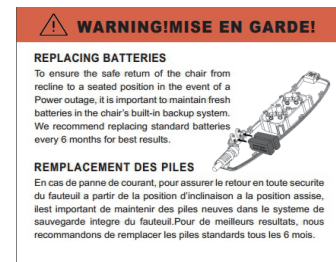 WARNING!MISE EN GARDE!
REPLACING BATTERIES
To ensure the safe return of the chair from
recline to a seated position in the event of a
Power outage, it is important to maintain fresh
batteries in the chair's built-in backup system.
We recommend replacing standard batteries
every 6 months for best results.
REMPLACEMENT DES PILES
En cas de panne de courant, pour assurer le retour en toute securite
du fauteuil a partir de la position d'inclinaison a la position assise,
ilest important de maintenir des piles neuves dans le systeme de
sauvegarde integre du fauteuil.Pour de meilleurs resultats, nous
recommandons de remplacer les piles standards tous les 6 mois.